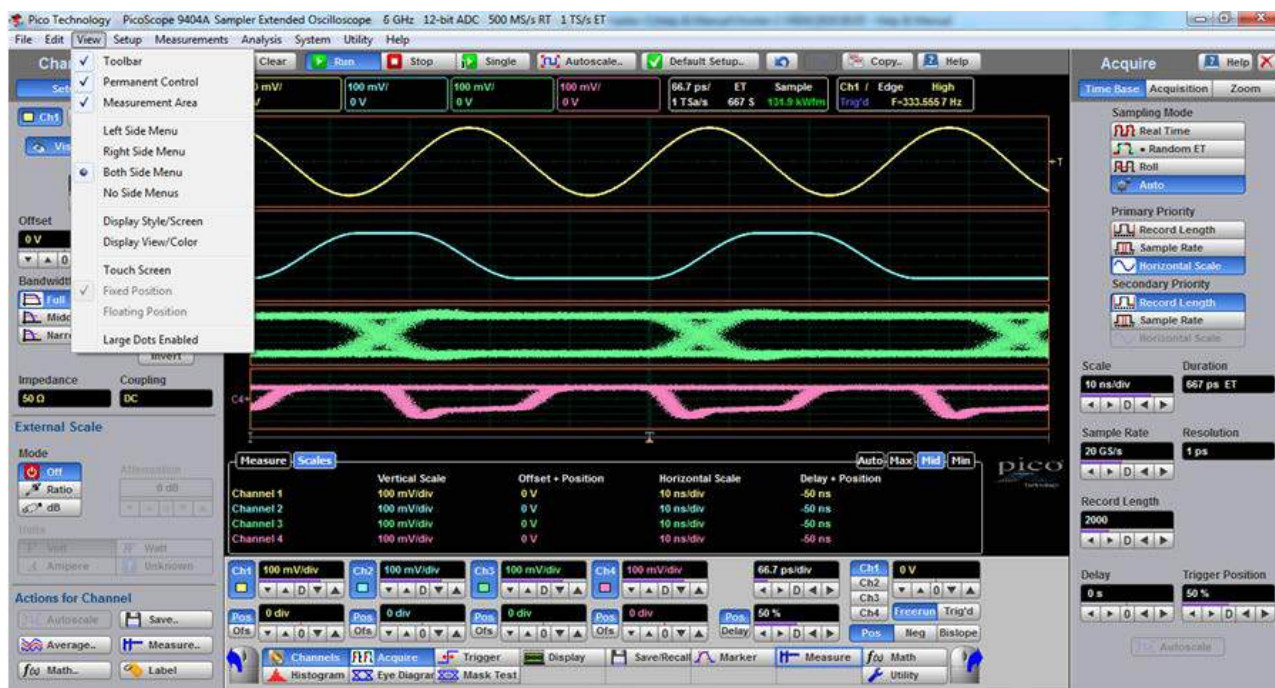 Pico Technology PicoScope 9404A Sampler Extended Oscilloscope 6 GHz 12-bit ADC 500 MS/s RT 1 TS/s ET
File Edit View Setup Measurements Analysis System Utility Help
Clear Run Stop Single Autoscale.. Default Setup.. Copy.. Help
Toolbar
Permanent Control
Measurement Area
Left Side Menu
Right Side Menu
Both Side Menu
No Side Menus
Display Style/Screen
Display View/Color
Touch Screen
Fixed Position
Floating Position
Large Dots Enabled
Ch1
Offset
0 V
0
Bandwidth
Full
Invert
Impedance Coupling
50 Ω DC
External Scale
Mode
Off Attenuation
Ratio 0 dB
dB
Units
Volt Watt
Ampere Unknown
Actions for Channel
Autoscale Save..
Average.. Measure..
Math.. Label
100 mV/ 100 mV/ 100 mV/ 66.7 ps/ ET Sample Ch1 / Edge High
0 V 0 V 0 V 1 TSa/s 667 S 131.9 kWfm Trig'd F=333.555 7 Hz
T
C4
T
Measure Scales Auto Max Mid Min
Vertical Scale Offset + Position Horizontal Scale Delay + Position
Channel 1 100 mV/div 0 V 10 ns/div -50 ns
Channel 2 100 mV/div 0 V 10 ns/div -50 ns
Channel 3 100 mV/div 0 V 10 ns/div -50 ns
Channel 4 100 mV/div 0 V 10 ns/div -50 ns
pico
Technology
Ch1 100 mV/div Ch2 100 mV/div Ch3 100 mV/div Ch4 100 mV/div 66.7 ps/div Ch1 0 V
D D D D D Ch2 0
Ch3
Pos 0 div Pos 0 div Pos 0 div Pos 0 div Pos 50 % Ch4 Freerun Trig'd
Ofs 0 Ofs 0 Ofs 0 Ofs 0 Delay D Pos Neg Bislope
Channels Acquire Trigger Display Save/Recall Marker Measure Math
Histogram Eye Diagram Mask Test Utility
Acquire Help
Time Base Acquisition Zoom
Sampling Mode
Real Time
Random ET
Roll
Auto
Primary Priority
Record Length
Sample Rate
Horizontal Scale
Secondary Priority
Record Length
Sample Rate
Horizontal Scale
Scale Duration
10 ns/div 667 ps ET
D
Sample Rate Resolution
20 GS/s 1 ps
D
Record Length
2000
D
Delay Trigger Position
0 s 50 %
0 D
Autoscale